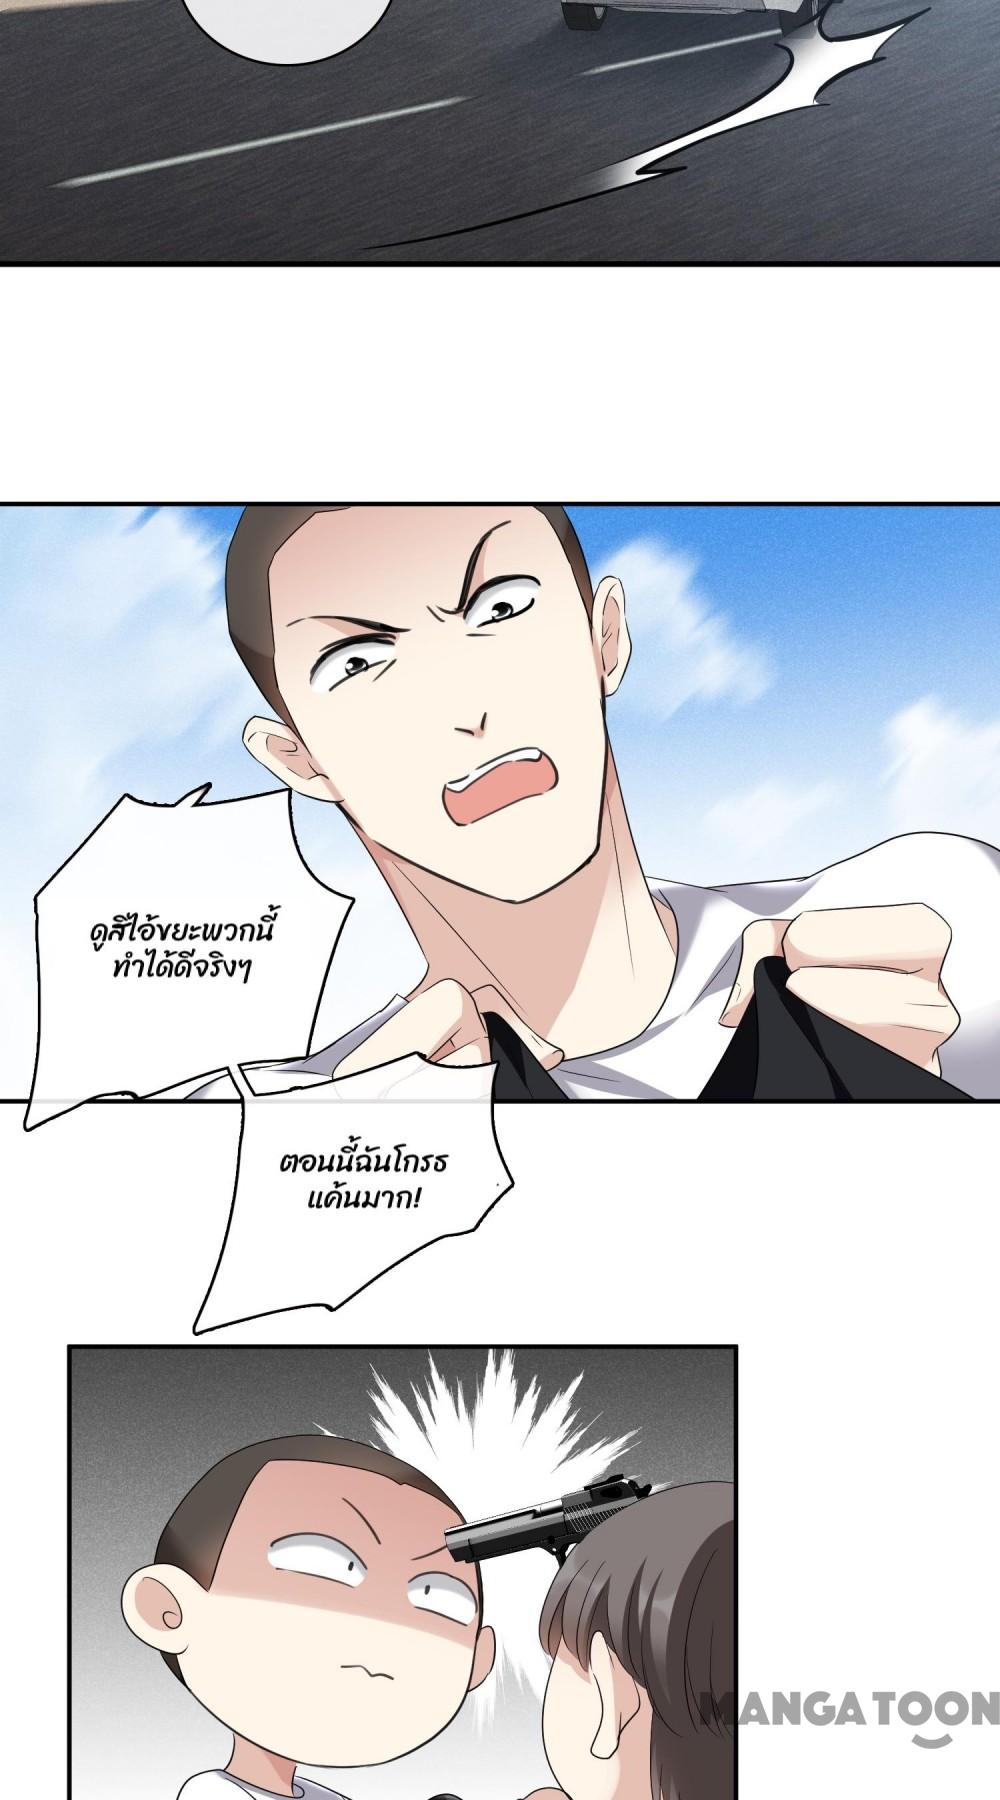 ดูสิไอ้ขยะพวกนี้
ทำได้ดีจริงๆ
ตอนนี้ฉันโกรธ
แค้นมาก!
MANGATOON